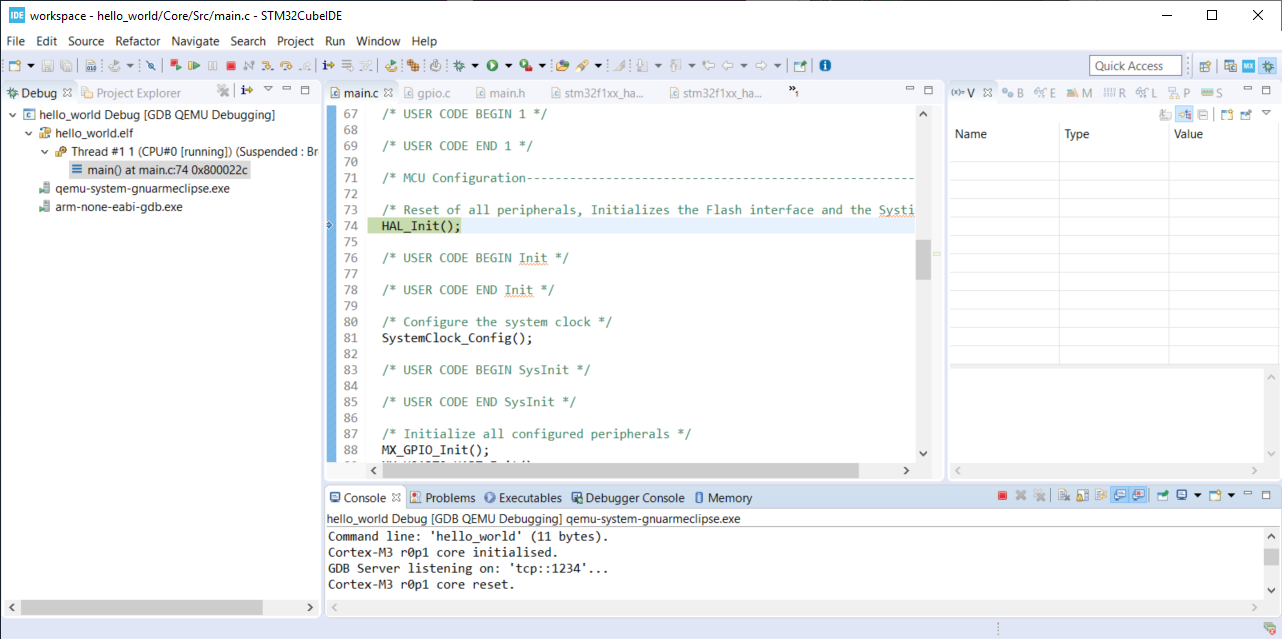 IDE workspace - hello_world/Core/Src/main.c - STM32CubeIDE
File Edit Source Refactor Navigate Search Project Run Window Help
Quick Access
MX
Debug Project Explorer
hello_world Debug [GDB QEMU Debugging]
hello_world.elf
Thread #1 1 (CPU#0 [running]) (Suspended : Br
main() at main.c:74 0x800022c
qemu-system-gnuarmeclipse.exe
arm-none-eabi-gdb.exe
main.c gpio.c main.h stm32f1xx_ha... stm32f1xx_ha... »1
67 /* USER CODE BEGIN 1 */
68
69 /* USER CODE END 1 */
70
71 /* MCU Configuration-----------------------------------------------------
72
73 /* Reset of all peripherals, Initializes the Flash interface and the Systi
74 HAL_Init();
75
76 /* USER CODE BEGIN Init */
77
78 /* USER CODE END Init */
79
80 /* Configure the system clock */
81 SystemClock_Config();
82
83 /* USER CODE BEGIN SysInit */
84
85 /* USER CODE END SysInit */
86
87 /* Initialize all configured peripherals */
88 MX_GPIO_Init();
(x)= V B E M R L P S
Name Type Value
Console Problems Executables Debugger Console Memory
hello_world Debug [GDB QEMU Debugging] qemu-system-gnuarmeclipse.exe
Command line: 'hello_world' (11 bytes).
Cortex-M3 r0p1 core initialised.
GDB Server listening on: 'tcp::1234'...
Cortex-M3 r0p1 core reset.